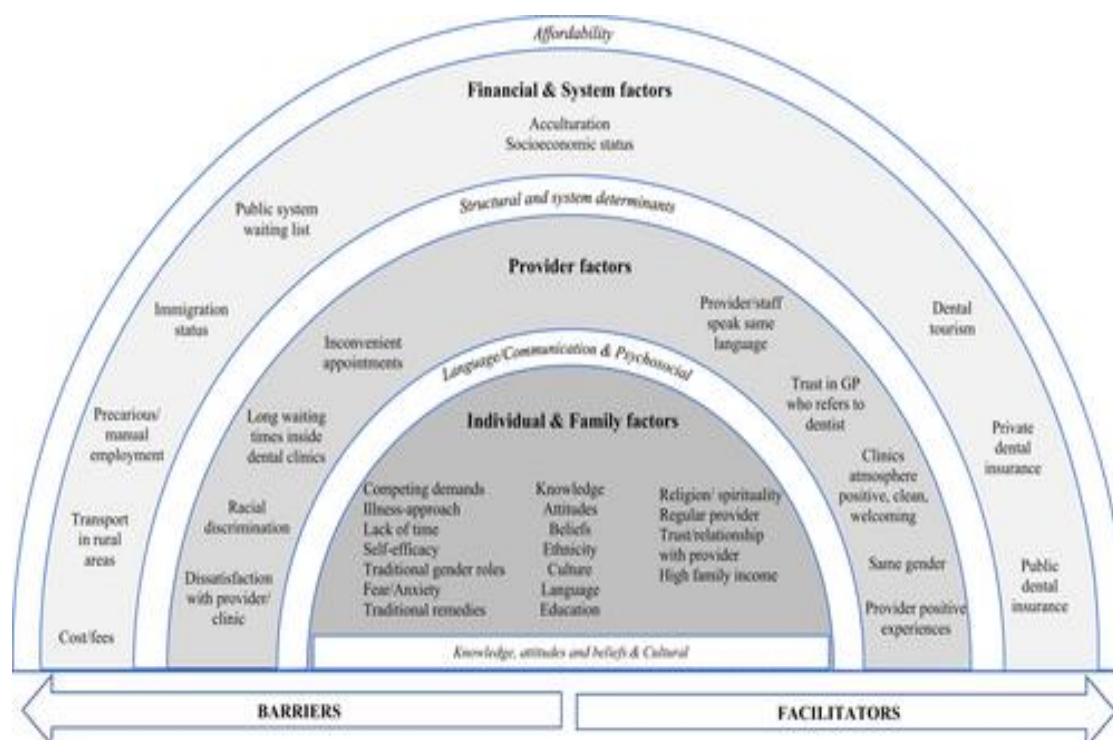 Affordability
Financial & System factors
Acculturation
Socioeconomic status
Public system
waiting list
Structural and system determinants
Provider factors
Immigration
status
Inconvenient
appointments
Provider/staff
speak same
language
Dental
tourism
Language/Communication & Psychosocial
Precarious/
manual
employment
Long waiting
times inside
dental clinics
Individual & Family factors
Trust in GP
who refers to
dentist
Private
dental
insurance
Clinics
atmosphere
positive, clean,
welcoming
Transport
in rural
areas
Racial
discrimination
Competing demands
Illness-approach
Lack of time
Self-efficacy
Traditional gender roles
Fear/Anxiety
Traditional remedies
Knowledge
Attitudes
Beliefs
Ethnicity
Culture
Language
Education
Religion/ spirituality
Regular provider
Trust/relationship
with provider
High family income
Same gender
Public
dental
insurance
Dissatisfaction
with provider/
clinic
Provider positive
experiences
Cost/fees
Knowledge, attitudes and beliefs & Cultural
BARRIERS
FACILITATORS